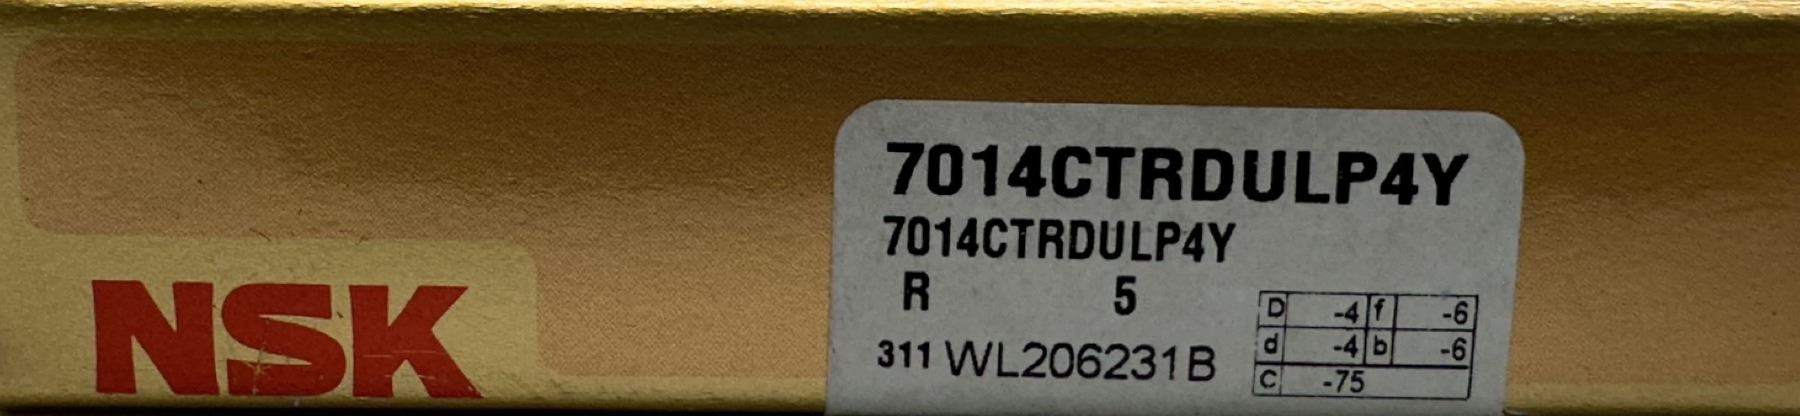 NSK
7014CTRDULP4Y
7014CTRDULP4Y
R 5
311 WL206231B
D -4 f -6
d -4 b -6
C -75